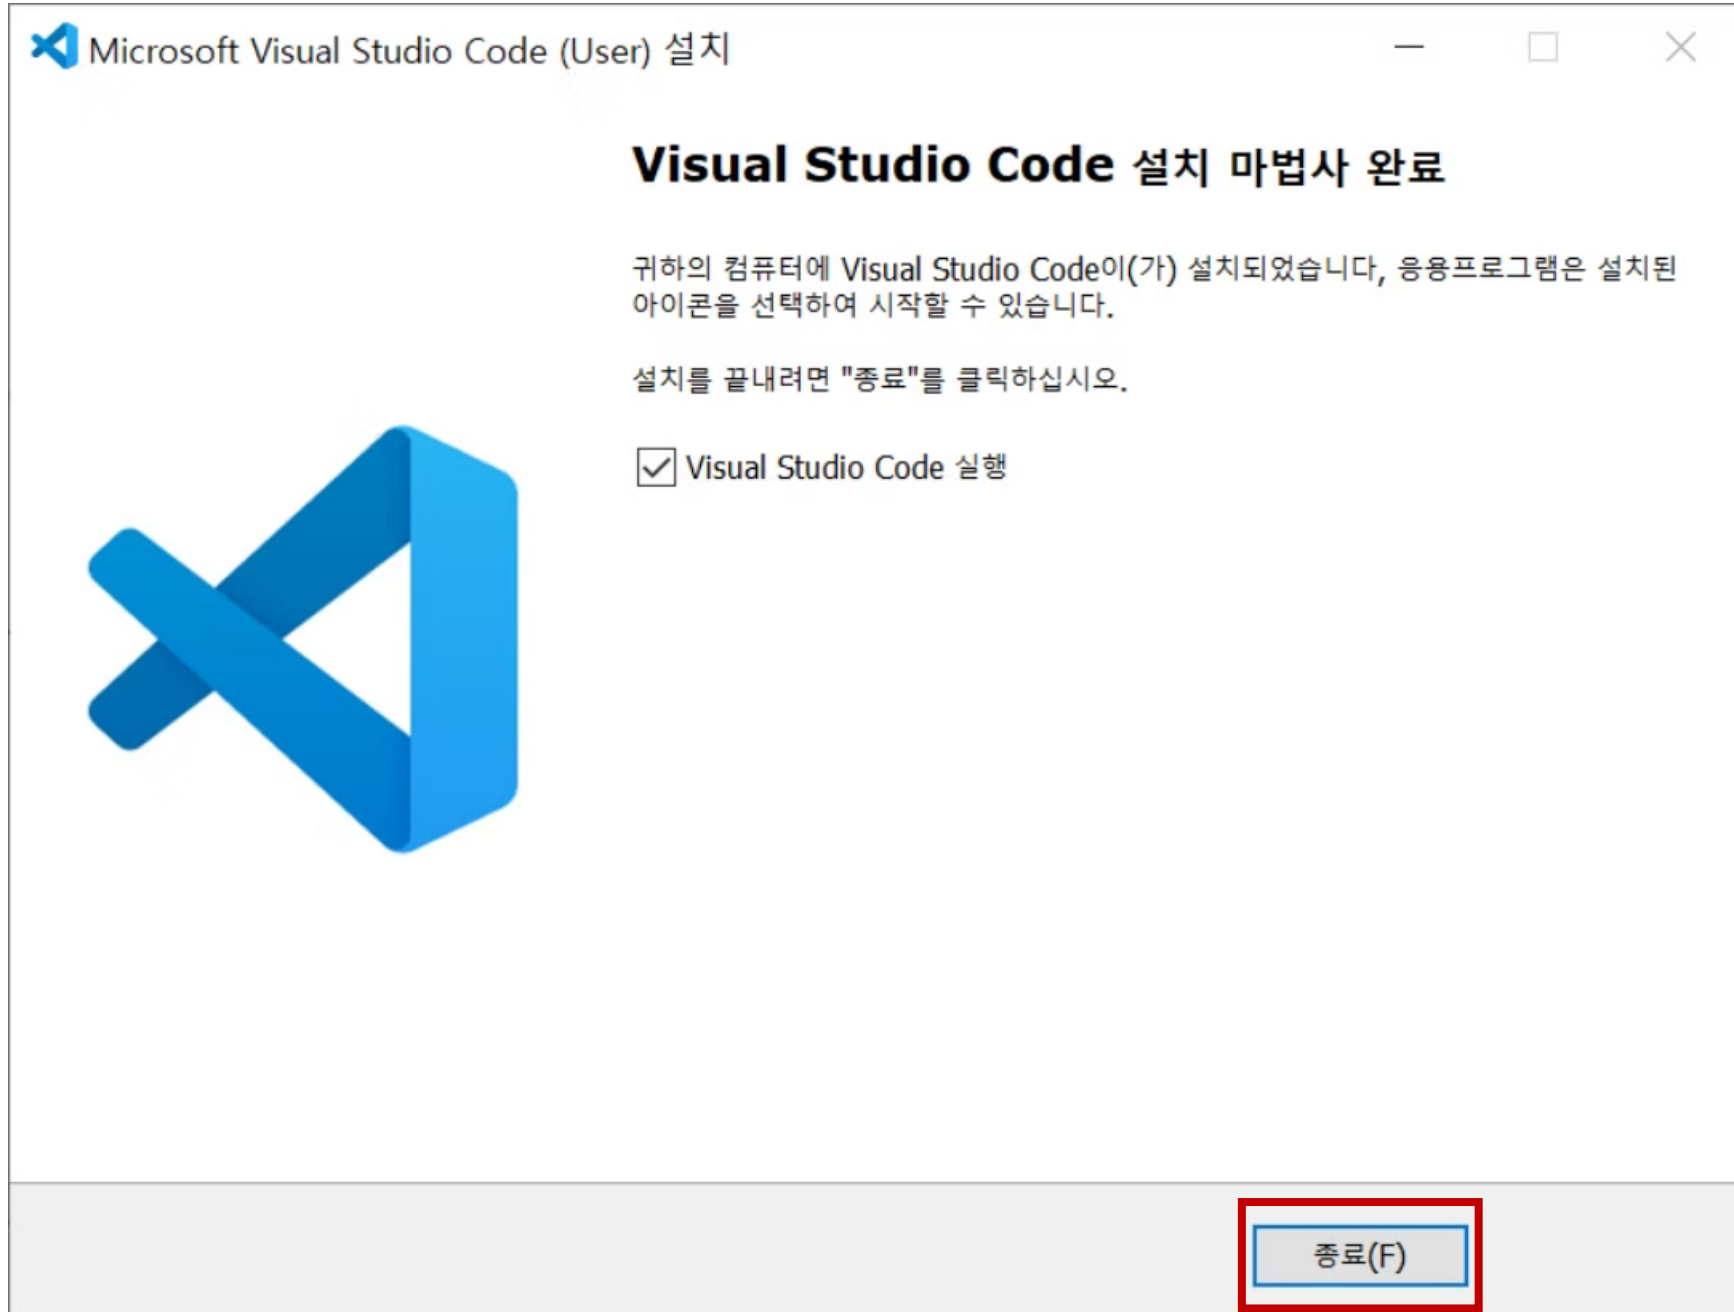 Microsoft Visual Studio Code (User) 설치
Visual Studio Code 설치 마법사 완료
귀하의 컴퓨터에 Visual Studio Code이(가) 설치되었습니다, 응용프로그램은 설치된
아이콘을 선택하여 시작할 수 있습니다.
설치를 끝내려면 "종료"를 클릭하십시오.
Visual Studio Code 실행
종료(F)